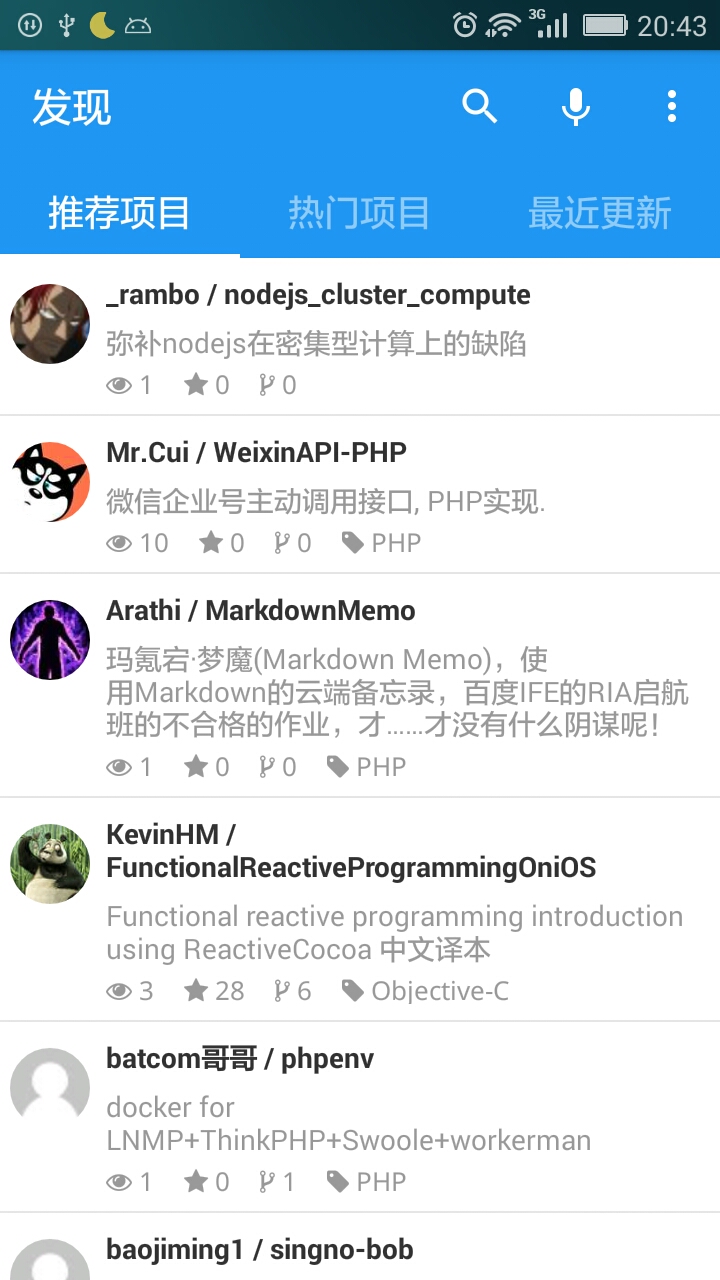 3G 20:43
发现
推荐项目 热门项目 最近更新
_rambo / nodejs_cluster_compute
弥补nodejs在密集型计算上的缺陷
1 0 0
Mr.Cui / WeixinAPI-PHP
微信企业号主动调用接口, PHP实现.
10 0 0 PHP
Arathi / MarkdownMemo
玛氪宕·梦魔(Markdown Memo)，使
用Markdown的云端备忘录，百度IFE的RIA启航
班的不合格的作业，才……才没有什么阴谋呢！
1 0 0 PHP
KevinHM /
FunctionalReactiveProgrammingOniOS
Functional reactive programming introduction
using ReactiveCocoa 中文译本
3 28 6 Objective-C
batcom哥哥 / phpenv
docker for
LNMP+ThinkPHP+Swoole+workerman
1 0 1 PHP
baojiming1 / singno-bob